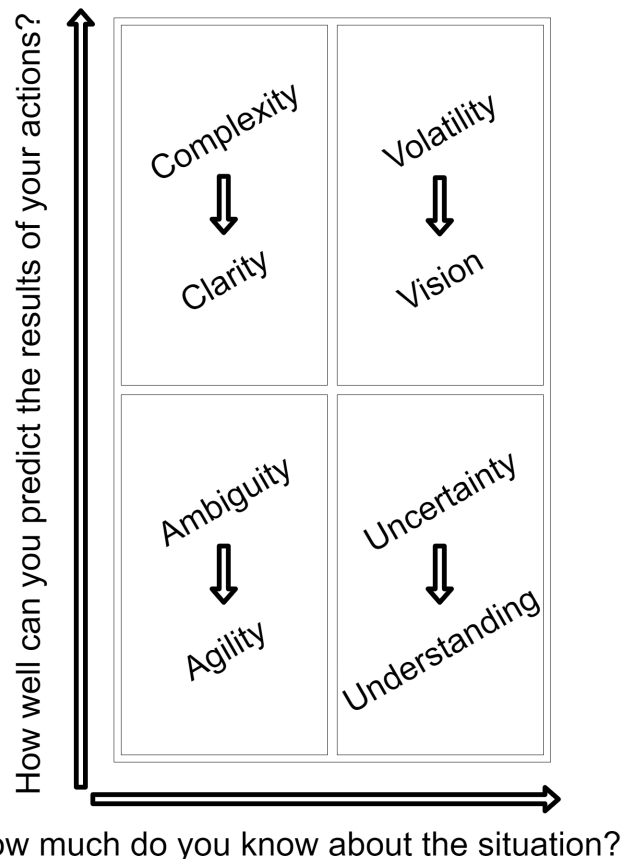 How well can you predict the results of your actions?
Complexity
Clarity
Volatility
Vision
Ambiguity
Agility
Uncertainty
Understanding
ow much do you know about the situation?